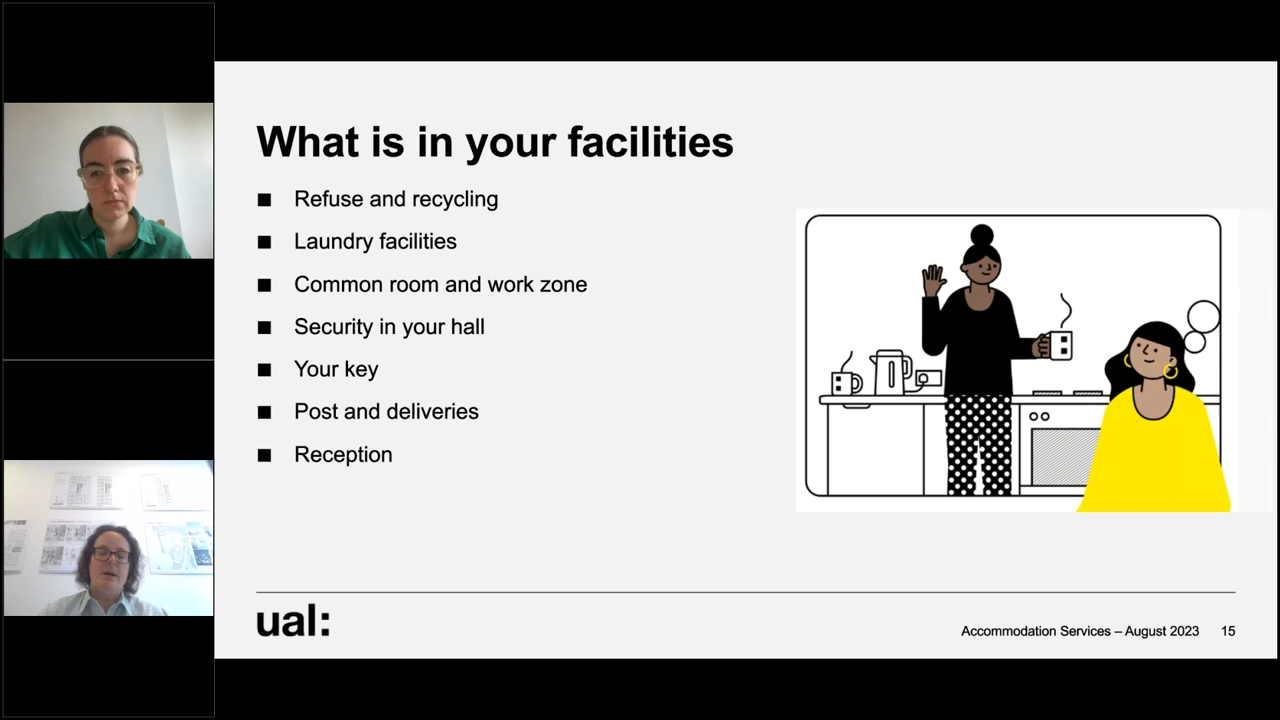 What is in your facilities
■ Refuse and recycling
■ Laundry facilities
■ Common room and work zone
■ Security in your hall
■ Your key
■ Post and deliveries
■ Reception
ual:
Accommodation Services – August 2023 15